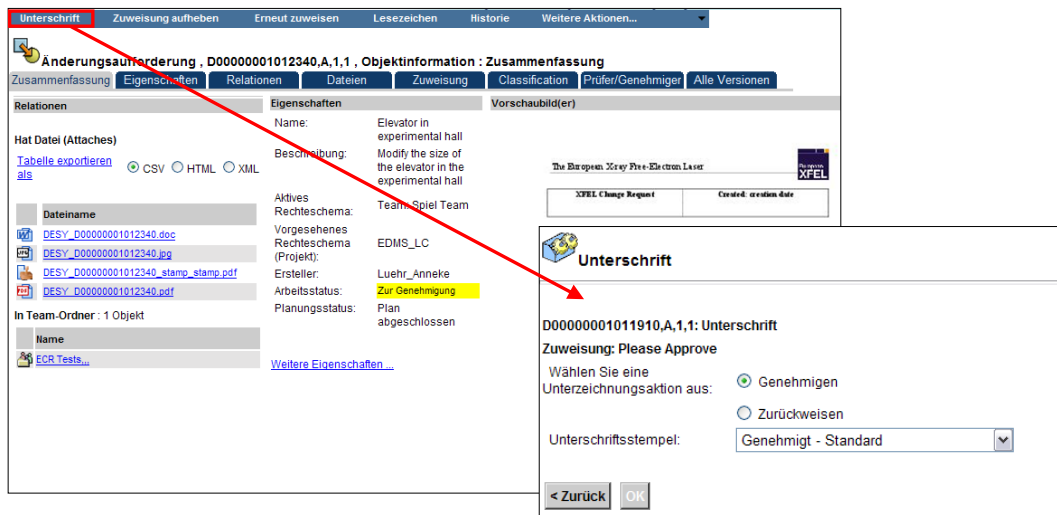 Unterschrift Zuweisung aufheben Erneut zuweisen Lesezeichen Historie Weitere Aktionen...
Änderungsaufforderung , D00000001012340,A,1,1 , Objektinformation : Zusammenfassung
Zusammenfassung Eigenschaften Relationen Dateien Zuweisung Classification Prüfer/Genehmiger Alle Versionen
Relationen
Hat Datei (Attaches)
Tabelle exportieren
als
CSV HTML XML
Dateiname
DESY_D00000001012340.doc
DESY_D00000001012340.jpg
DESY_D00000001012340_stamp_stamp.pdf
DESY_D00000001012340.pdf
In Team-Ordner : 1 Objekt
Name
ECR Tests...
Eigenschaften
Name: Elevator in
experimental hall
Beschreibung: Modify the size of
the elevator in the
experimental hall
Aktives
Rechteschema: Team: Spiel Team
Vorgesehenes
Rechteschema EDMS_LC
(Projekt):
Ersteller: Luehr_Anneke
Arbeitsstatus: Zur Genehmigung
Planungsstatus: Plan
abgeschlossen
Weitere Eigenschaften ...
Vorschaubild(er)
The European Xray Free-Electron Laser
European
XFEL
XFEL Change Request Created: creation date
Unterschrift
D00000001011910,A,1,1: Unterschrift
Zuweisung: Please Approve
Wählen Sie eine
Unterzeichnungsaktion aus:
Genehmigen
Zurückweisen
Unterschriftsstempel: Genehmigt - Standard
< Zurück OK